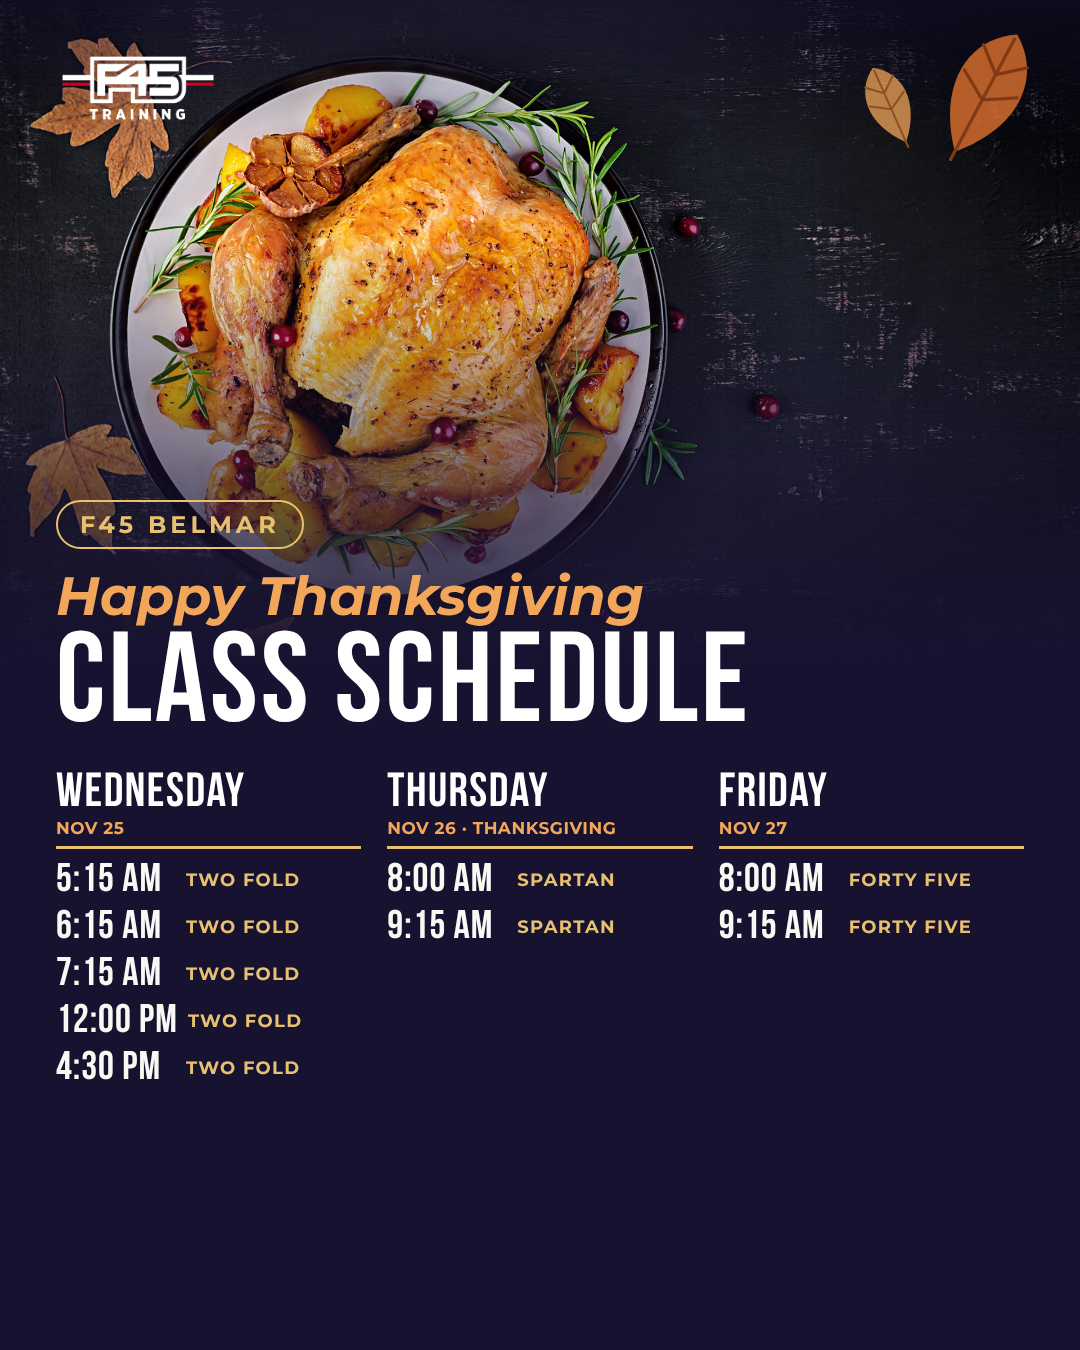 F45
TRAINING
F45 BELMAR
Happy Thanksgiving
CLASS SCHEDULE
WEDNESDAY
NOV 25
5:15 AM TWO FOLD
6:15 AM TWO FOLD
7:15 AM TWO FOLD
12:00 PM TWO FOLD
4:30 PM TWO FOLD
THURSDAY
NOV 26 · THANKSGIVING
8:00 AM SPARTAN
9:15 AM SPARTAN
FRIDAY
NOV 27
8:00 AM FORTY FIVE
9:15 AM FORTY FIVE